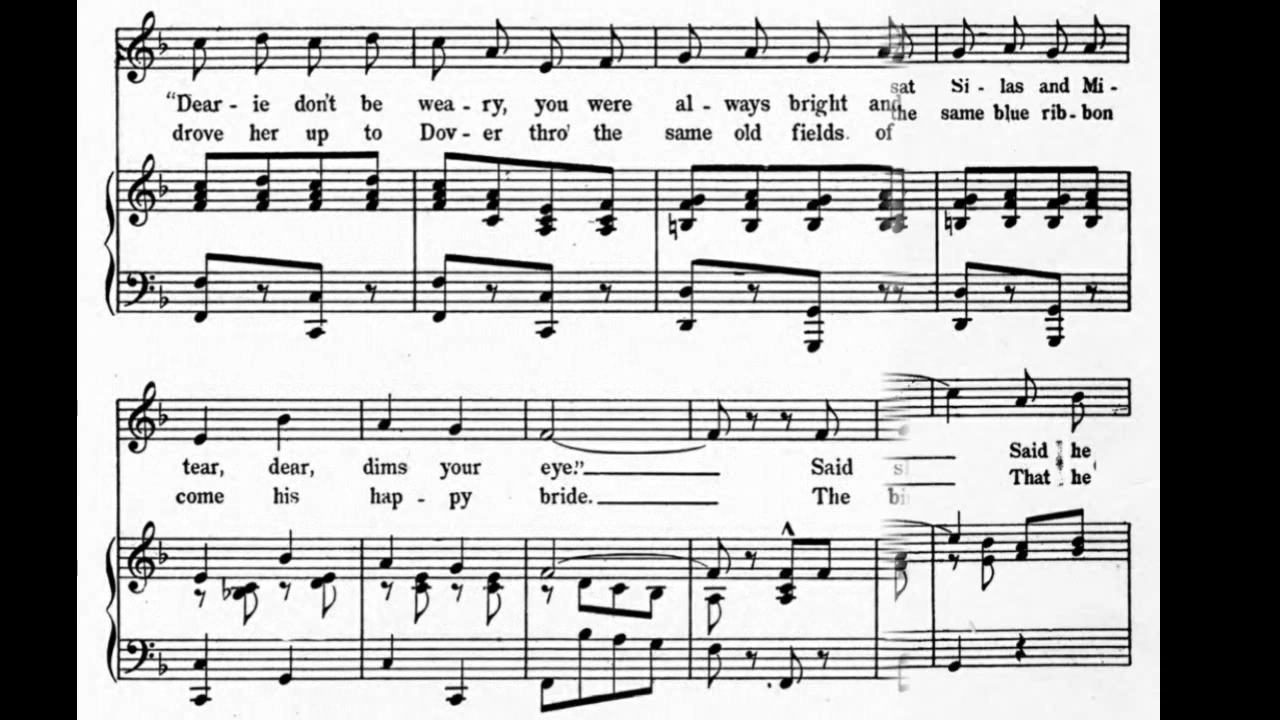 "Dear - ie don't be wea - ry, you were al - ways bright and sat Si - las and Mi -
drove her up to Dov - er thro' the same old fields of the same blue rib - bon
tear, dear, dims your eye." Said Said he
come his hap - py bride. The That he